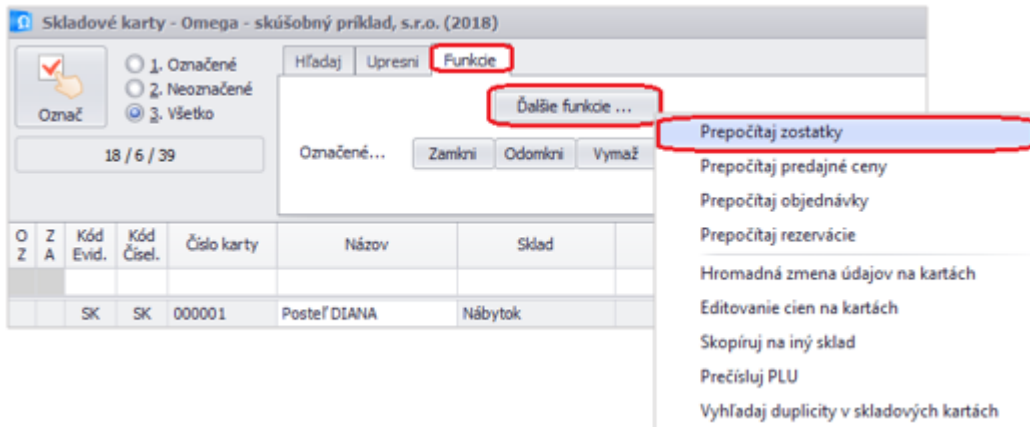 Skladové karty - Omega - skúšobný príklad, s.r.o. (2018)
Označ
1. Označené
2. Neoznačené
3. Všetko
18 / 6 / 39
Hľadaj Upresni Funkcie
Ďalšie funkcie ...
Označené... Zamkni Odomkni Vymaž
Prepočítaj zostatky
Prepočítaj predajné ceny
Prepočítaj objednávky
Prepočítaj rezervácie
Hromadná zmena údajov na kartách
Editovanie cien na kartách
Skopíruj na iný sklad
Prečísluj PLU
Vyhľadaj duplicity v skladových kartách
O Z Kód Kód Číslo karty Názov Sklad
Z A Evid. Čísel.
SK SK 000001 Posteľ DIANA Nábytok